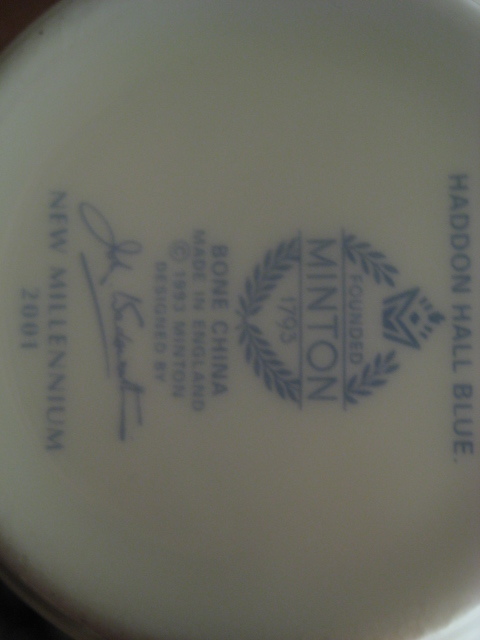 HADDON HALL BLUE.
FOUNDED
MINTON
1793
BONE CHINA
MADE IN ENGLAND
© 1993 MINTON
DESIGNED BY
NEW MILLENNIUM
2001